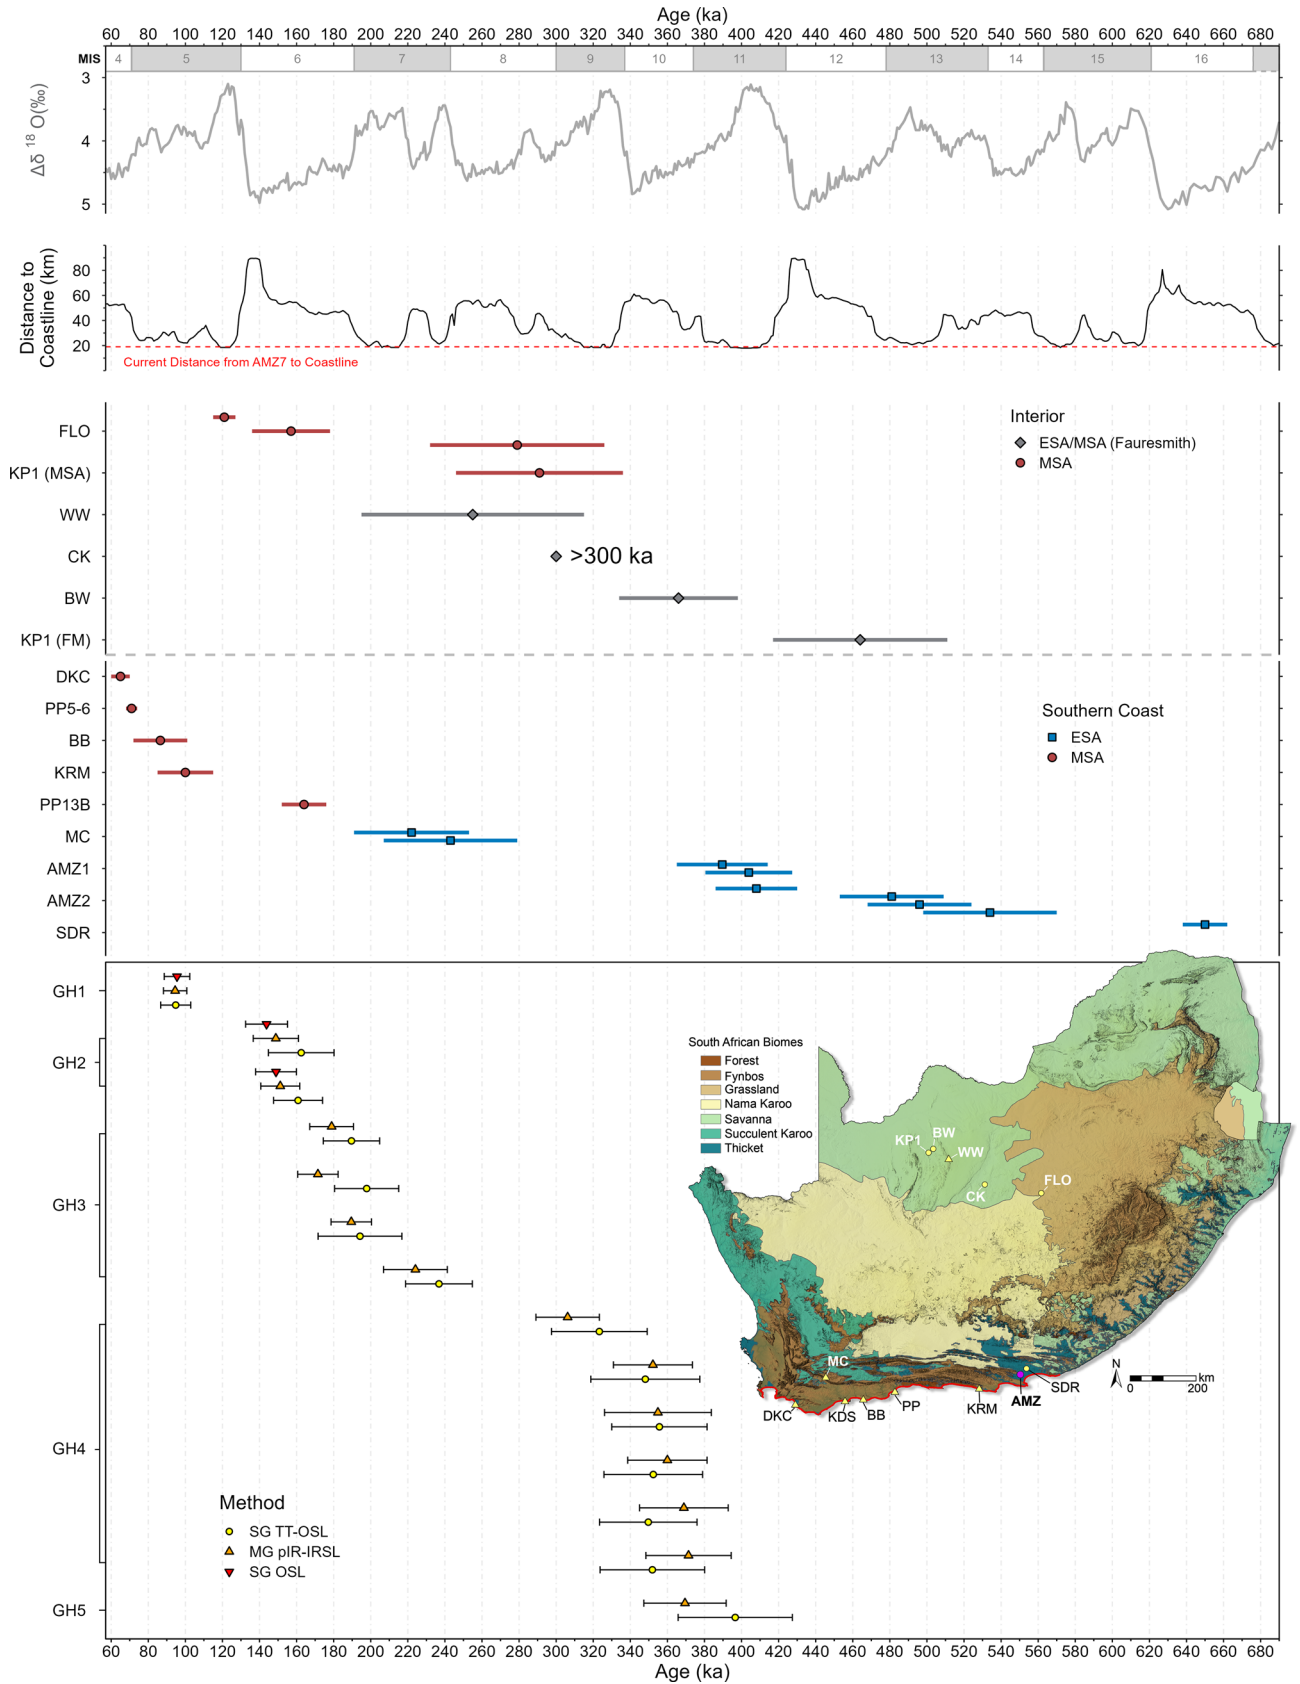 Age (ka)
60 80 100 120 140 160 180 200 220 240 260 280 300 320 340 360 380 400 420 440 460 480 500 520 540 560 580 600 620 640 660 680
MIS 4 5 6 7 8 9 10 11 12 13 14 15 16
Δδ 18 O(‰)
3
4
5
Distance to
Coastline (km)
80
60
40
20
Current Distance from AMZ7 to Coastline
FLO
KP1 (MSA)
WW
CK
>300 ka
BW
KP1 (FM)
Interior
ESA/MSA (Fauresmith)
MSA
DKC
PP5-6
BB
KRM
PP13B
MC
AMZ1
AMZ2
SDR
Southern Coast
ESA
MSA
GH1
GH2
GH3
GH4
GH5
South African Biomes
Forest
Fynbos
Grassland
Nama Karoo
Savanna
Succulent Karoo
Thicket
KP1
BW
WW
CK
FLO
MC
DKC
KDS
BB
PP
KRM
AMZ
SDR
N
km
0 200
Method
SG TT-OSL
MG pIR-IRSL
SG OSL
60 80 100 120 140 160 180 200 220 240 260 280 300 320 340 360 380 400 420 440 460 480 500 520 540 560 580 600 620 640 660 680
Age (ka)